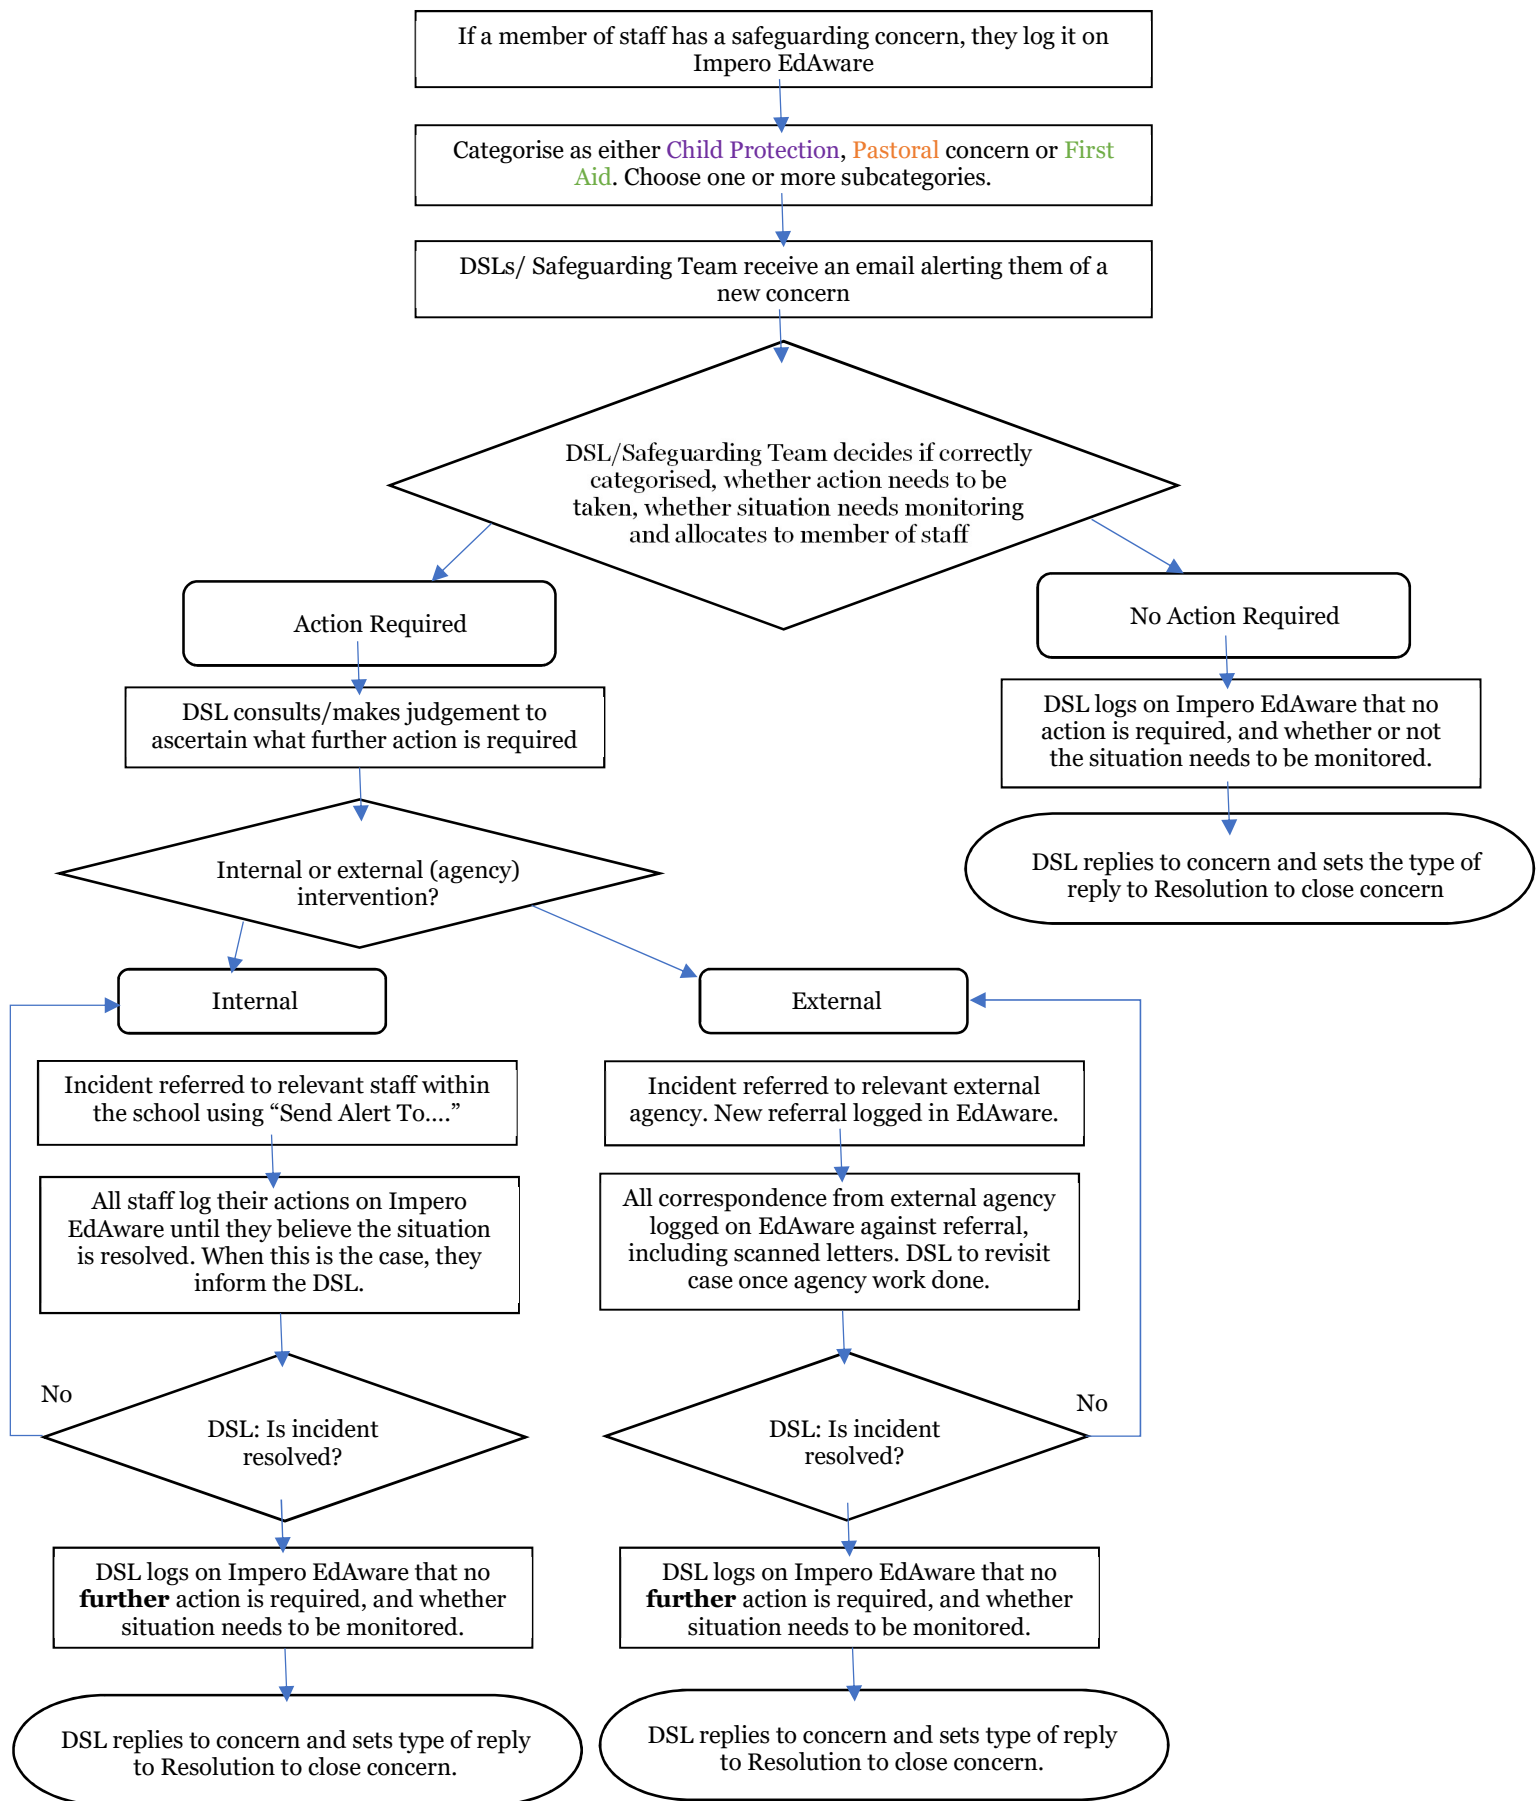 If a member of staff has a safeguarding concern, they log it on
Impero EdAware
Categorise as either Child Protection, Pastoral concern or First
Aid. Choose one or more subcategories.
DSLs/ Safeguarding Team receive an email alerting them of a
new concern
DSL/Safeguarding Team decides if correctly
categorised, whether action needs to be
taken, whether situation needs monitoring
and allocates to member of staff
Action Required
No Action Required
DSL consults/makes judgement to
ascertain what further action is required
DSL logs on Impero EdAware that no
action is required, and whether or not
the situation needs to be monitored.
Internal or external (agency)
intervention?
DSL replies to concern and sets the type of
reply to Resolution to close concern
Internal
External
Incident referred to relevant staff within
the school using “Send Alert To....”
Incident referred to relevant external
agency. New referral logged in EdAware.
All staff log their actions on Impero
EdAware until they believe the situation
is resolved. When this is the case, they
inform the DSL.
All correspondence from external agency
logged on EdAware against referral,
including scanned letters. DSL to revisit
case once agency work done.
No
DSL: Is incident
resolved?
No
DSL: Is incident
resolved?
DSL logs on Impero EdAware that no
further action is required, and whether
situation needs to be monitored.
DSL logs on Impero EdAware that no
further action is required, and whether
situation needs to be monitored.
DSL replies to concern and sets type of reply
to Resolution to close concern.
DSL replies to concern and sets type of reply
to Resolution to close concern.